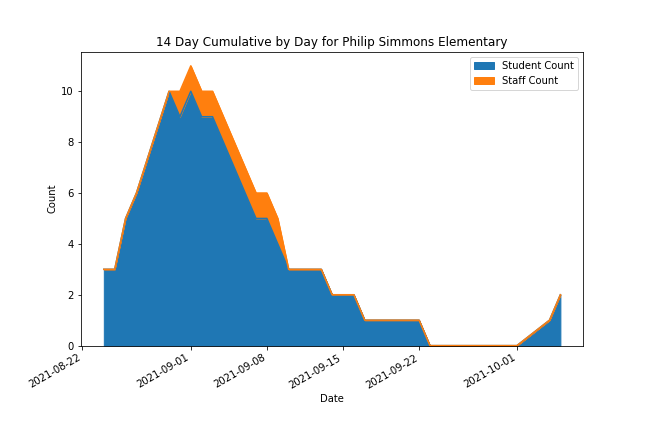 14 Day Cumulative by Day for Philip Simmons Elementary
Student Count
Staff Count
10
8
6
4
2
0
Count
2021-08-22
2021-09-01
2021-09-08
2021-09-15
2021-09-22
2021-10-01
Date